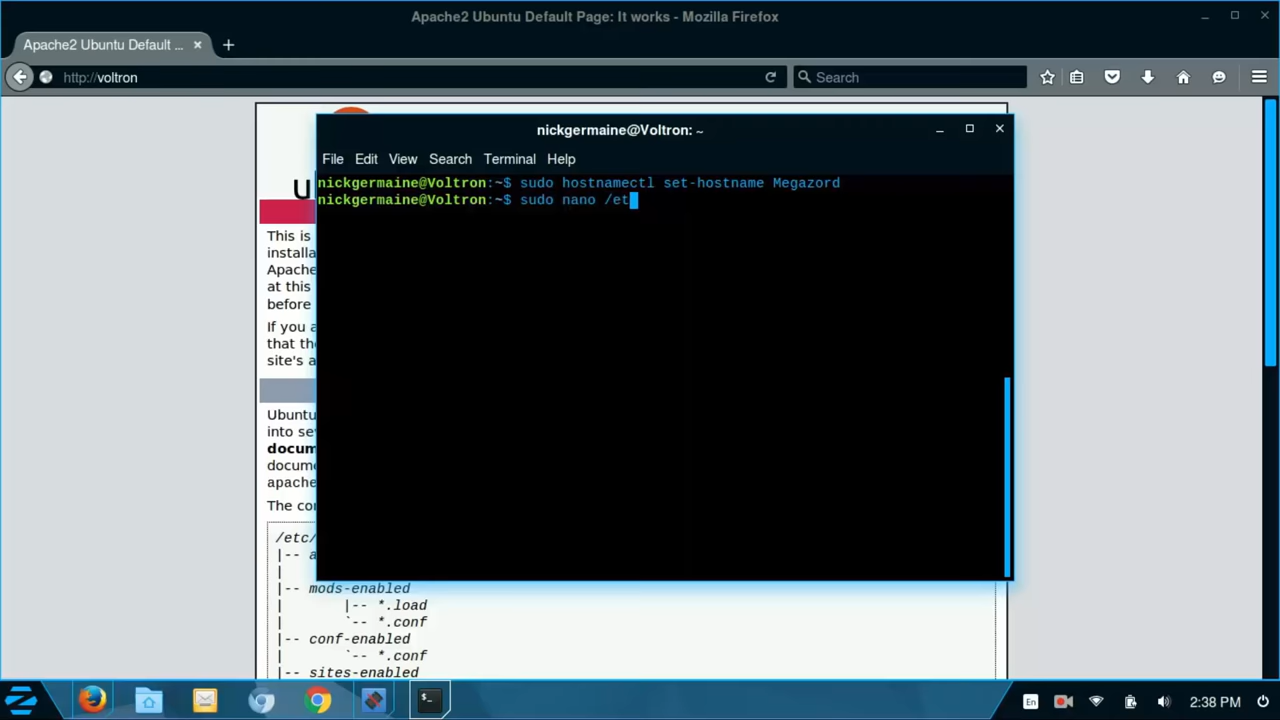 Apache2 Ubuntu Default Page: It works - Mozilla Firefox
Apache2 Ubuntu Default ...
http://voltron
Search
nickgermaine@Voltron: ~
File Edit View Search Terminal Help
nickgermaine@Voltron:~$ sudo hostnamectl set-hostname Megazord
nickgermaine@Voltron:~$ sudo nano /et
This is
installa
Apache
at this
before
If you a
that the
site's a
Ubuntu
into se
docum
docume
apache
The con
/etc/
|-- a
|
|-- mods-enabled
| |-- *.load
| `-- *.conf
|-- conf-enabled
| `-- *.conf
|-- sites-enabled
En
2:38 PM